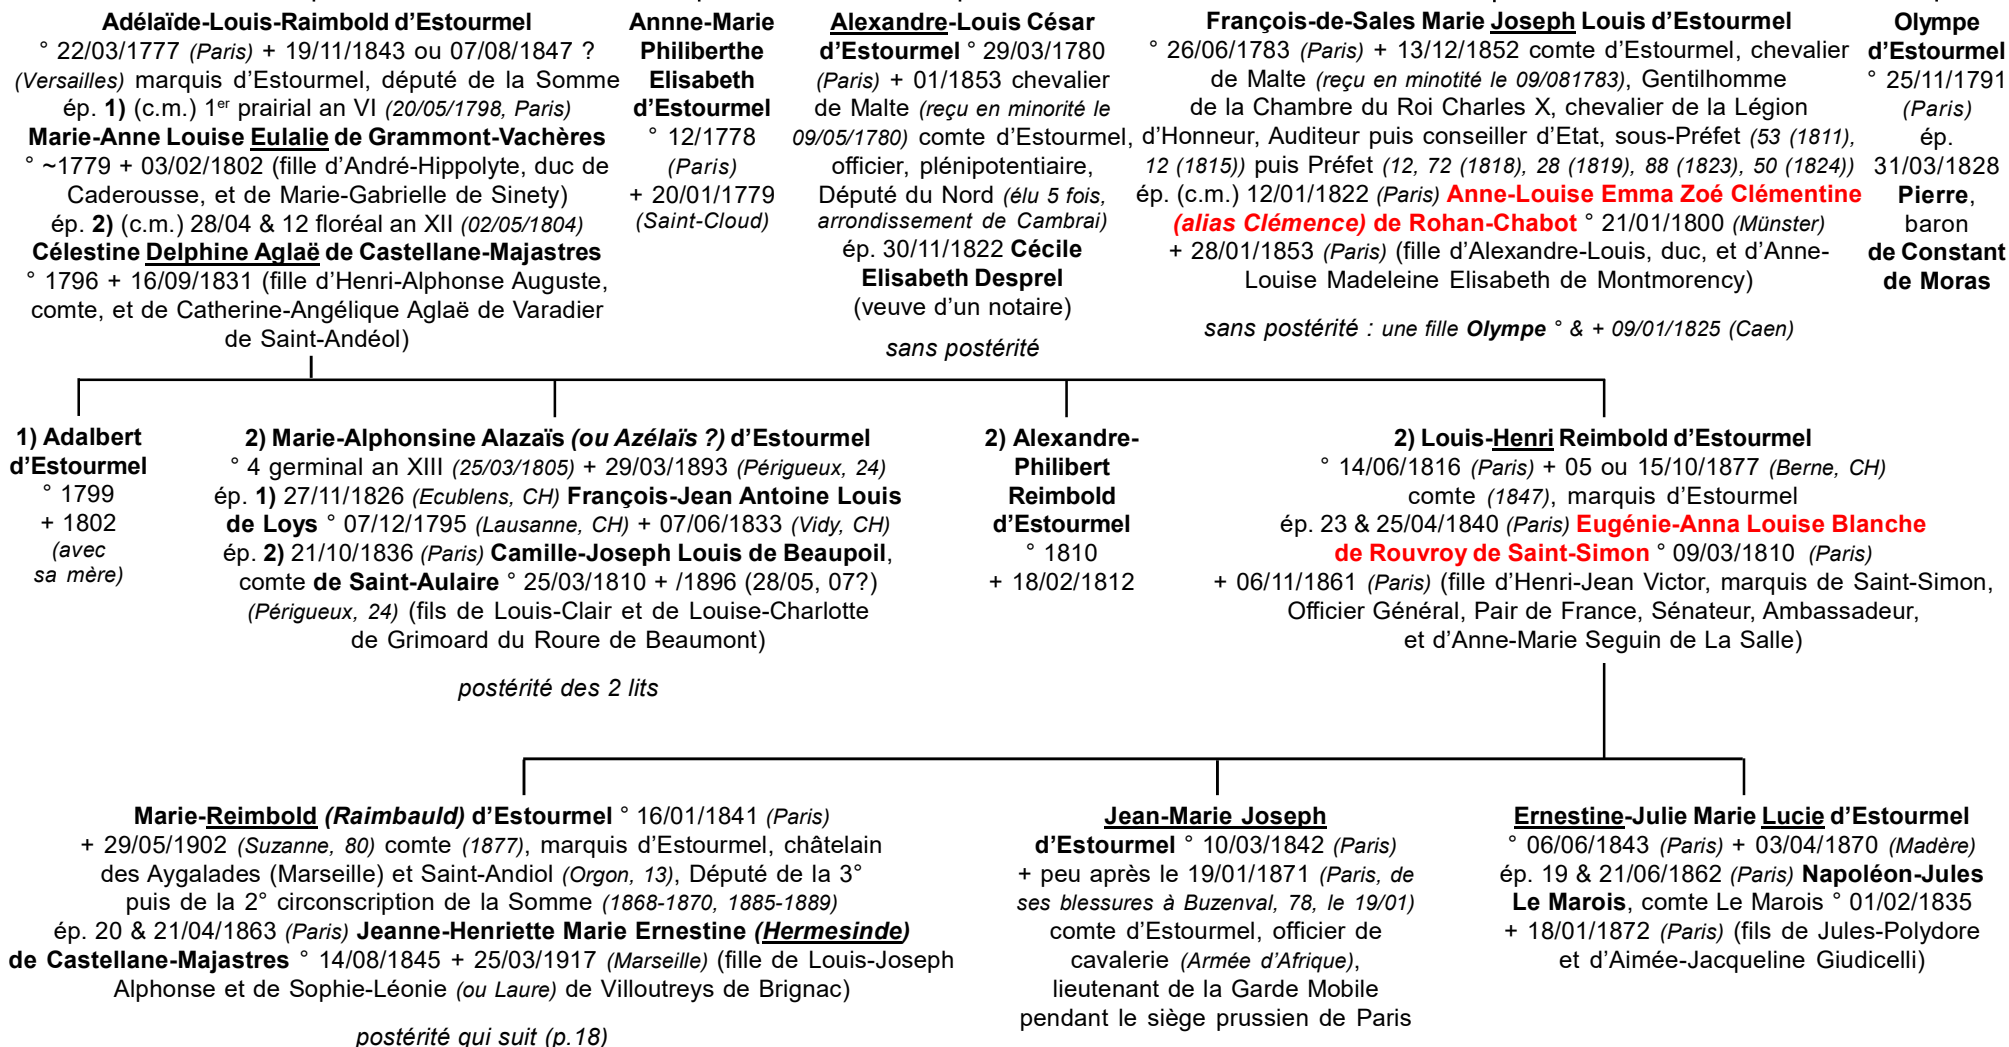 Adélaïde-Louis-Raimbold d'Estourmel
° 22/03/1777 (Paris) + 19/11/1843 ou 07/08/1847 ?
(Versailles) marquis d'Estourmel, député de la Somme
ép. 1) (c.m.) 1er prairial an VI (20/05/1798, Paris)
Marie-Anne Louise Eulalie de Grammont-Vachères
° ~1779 + 03/02/1802 (fille d'André-Hippolyte, duc de
Caderousse, et de Marie-Gabrielle de Sinety)
ép. 2) (c.m.) 28/04 & 12 floréal an XII (02/05/1804)
Célestine Delphine Aglaë de Castellane-Majastres
° 1796 + 16/09/1831 (fille d'Henri-Alphonse Auguste,
comte, et de Catherine-Angélique Aglaë de Varadier
de Saint-Andéol)
Annne-Marie
Philiberthe
Elisabeth
d'Estourmel
° 12/1778
(Paris)
+ 20/01/1779
(Saint-Cloud)
Alexandre-Louis César
d'Estourmel ° 29/03/1780
(Paris) + 01/1853 chevalier
de Malte (reçu en minorité le
09/05/1780) comte d'Estourmel,
officier, plénipotentiaire,
Député du Nord (élu 5 fois,
arrondissement de Cambrai)
ép. 30/11/1822 Cécile
Elisabeth Desprel
(veuve d'un notaire)
sans postérité
François-de-Sales Marie Joseph Louis d'Estourmel
° 26/06/1783 (Paris) + 13/12/1852 comte d'Estourmel, chevalier
de Malte (reçu en minotité le 09/081783), Gentilhomme
de la Chambre du Roi Charles X, chevalier de la Légion
d'Honneur, Auditeur puis conseiller d'Etat, sous-Préfet (53 (1811),
12 (1815)) puis Préfet (12, 72 (1818), 28 (1819), 88 (1823), 50 (1824))
ép. (c.m.) 12/01/1822 (Paris) Anne-Louise Emma Zoé Clémentine
(alias Clémence) de Rohan-Chabot ° 21/01/1800 (Münster)
+ 28/01/1853 (Paris) (fille d'Alexandre-Louis, duc, et d'Anne-
Louise Madeleine Elisabeth de Montmorency)
sans postérité : une fille Olympe ° & + 09/01/1825 (Caen)
Olympe
d'Estourmel
° 25/11/1791
(Paris)
ép.
31/03/1828
Pierre,
baron
de Constant
de Moras
1) Adalbert
d'Estourmel
° 1799
+ 1802
(avec
sa mère)
2) Marie-Alphonsine Alazaïs (ou Azélaïs ?) d'Estourmel
° 4 germinal an XIII (25/03/1805) + 29/03/1893 (Périgueux, 24)
ép. 1) 27/11/1826 (Ecublens, CH) François-Jean Antoine Louis
de Loys ° 07/12/1795 (Lausanne, CH) + 07/06/1833 (Vidy, CH)
ép. 2) 21/10/1836 (Paris) Camille-Joseph Louis de Beaupoil,
comte de Saint-Aulaire ° 25/03/1810 + /1896 (28/05, 07?)
(Périgueux, 24) (fils de Louis-Clair et de Louise-Charlotte
de Grimoard du Roure de Beaumont)
postérité des 2 lits
2) Alexandre-
Philibert
Reimbold
d'Estourmel
° 1810
+ 18/02/1812
2) Louis-Henri Reimbold d'Estourmel
° 14/06/1816 (Paris) + 05 ou 15/10/1877 (Berne, CH)
comte (1847), marquis d'Estourmel
ép. 23 & 25/04/1840 (Paris) Eugénie-Anna Louise Blanche
de Rouvroy de Saint-Simon ° 09/03/1810 (Paris)
+ 06/11/1861 (Paris) (fille d'Henri-Jean Victor, marquis de Saint-Simon,
Officier Général, Pair de France, Sénateur, Ambassadeur,
et d'Anne-Marie Seguin de La Salle)
Marie-Reimbold (Raimbauld) d'Estourmel ° 16/01/1841 (Paris)
+ 29/05/1902 (Suzanne, 80) comte (1877), marquis d'Estourmel, châtelain
des Aygalades (Marseille) et Saint-Andiol (Orgon, 13), Député de la 3°
puis de la 2° circonscription de la Somme (1868-1870, 1885-1889)
ép. 20 & 21/04/1863 (Paris) Jeanne-Henriette Marie Ernestine (Hermesinde)
de Castellane-Majastres ° 14/08/1845 + 25/03/1917 (Marseille) (fille de Louis-Joseph
Alphonse et de Sophie-Léonie (ou Laure) de Villoutreys de Brignac)
postérité qui suit (p.18)
Jean-Marie Joseph
d'Estourmel ° 10/03/1842 (Paris)
+ peu après le 19/01/1871 (Paris, de
ses blessures à Buzenval, 78, le 19/01)
comte d'Estourmel, officier de
cavalerie (Armée d'Afrique),
lieutenant de la Garde Mobile
pendant le siège prussien de Paris
Ernestine-Julie Marie Lucie d'Estourmel
° 06/06/1843 (Paris) + 03/04/1870 (Madère)
ép. 19 & 21/06/1862 (Paris) Napoléon-Jules
Le Marois, comte Le Marois ° 01/02/1835
+ 18/01/1872 (Paris) (fils de Jules-Polydore
et d'Aimée-Jacqueline Giudicelli)